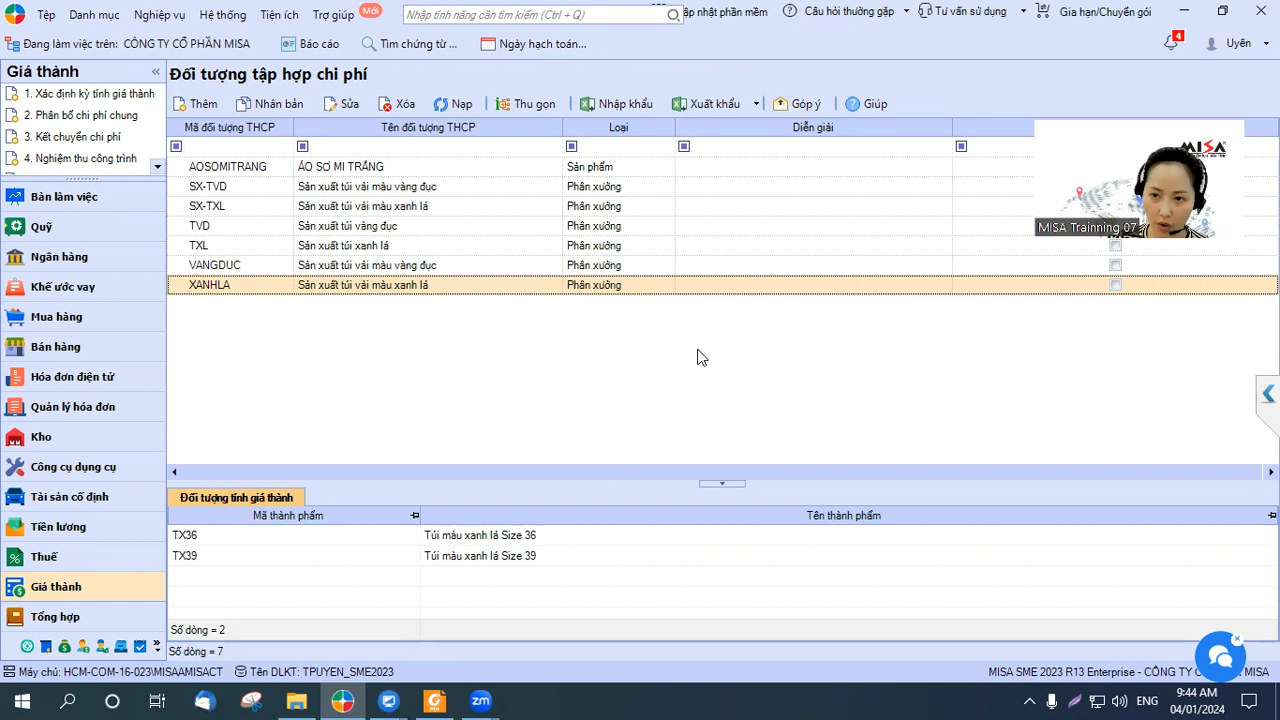 Tệp Danh mục Nghiệp vụ Hệ thống Tiện ích Trợ giúp Mới Nhập tính năng cần tìm kiếm (Ctrl + Q) nhật phần mềm Câu hỏi thường gặp Tư vấn sử dụng Gia hạn/Chuyển gói
Đang làm việc trên: CÔNG TY CỔ PHẦN MISA Báo cáo Tìm chứng từ ... Ngày hạch toán... 4 Uyên
Giá thành «
Đối tượng tập hợp chi phí
1. Xác định kỳ tính giá thành
2. Phân bổ chi phí chung
3. Kết chuyển chi phí
4. Nghiệm thu công trình
Thêm Nhân bản Sửa Xóa Nạp Thu gọn Nhập khẩu Xuất khẩu Góp ý Giúp
Mã đối tượng THCP Tên đối tượng THCP Loại Diễn giải
AOSOMITRANG ÁO SƠ MI TRẮNG Sản phẩm
SX-TVD Sản xuất túi vải màu vàng đục Phân xưởng
SX-TXL Sản xuất túi vải màu xanh lá Phân xưởng
TVD Sản xuất túi vàng đục Phân xưởng
TXL Sản xuất túi xanh lá Phân xưởng
VANGDUC Sản xuất túi vải màu vàng đục Phân xưởng
XANHLA Sản xuất túi vải màu xanh lá Phân xưởng
MISA
MISA Trainning 07
Bàn làm việc
Quỹ
Ngân hàng
Khế ước vay
Mua hàng
Bán hàng
Hóa đơn điện tử
Quản lý hóa đơn
Kho
Công cụ dụng cụ
Tài sản cố định
Tiền lương
Thuế
Giá thành
Tổng hợp
Đối tượng tính giá thành
Mã thành phẩm Tên thành phẩm
TX36 Túi màu xanh lá Size 36
TX39 Túi màu xanh lá Size 39
Số dòng = 2
Số dòng = 7
Máy chủ: HCM-COM-16-023\MISAAMISACT Tên DLKT: TPUYEN_SME2023 MISA SME 2023 R13 Enterprise - CÔNG TY CỔ MISA
ENG 9:44 AM
04/01/2024